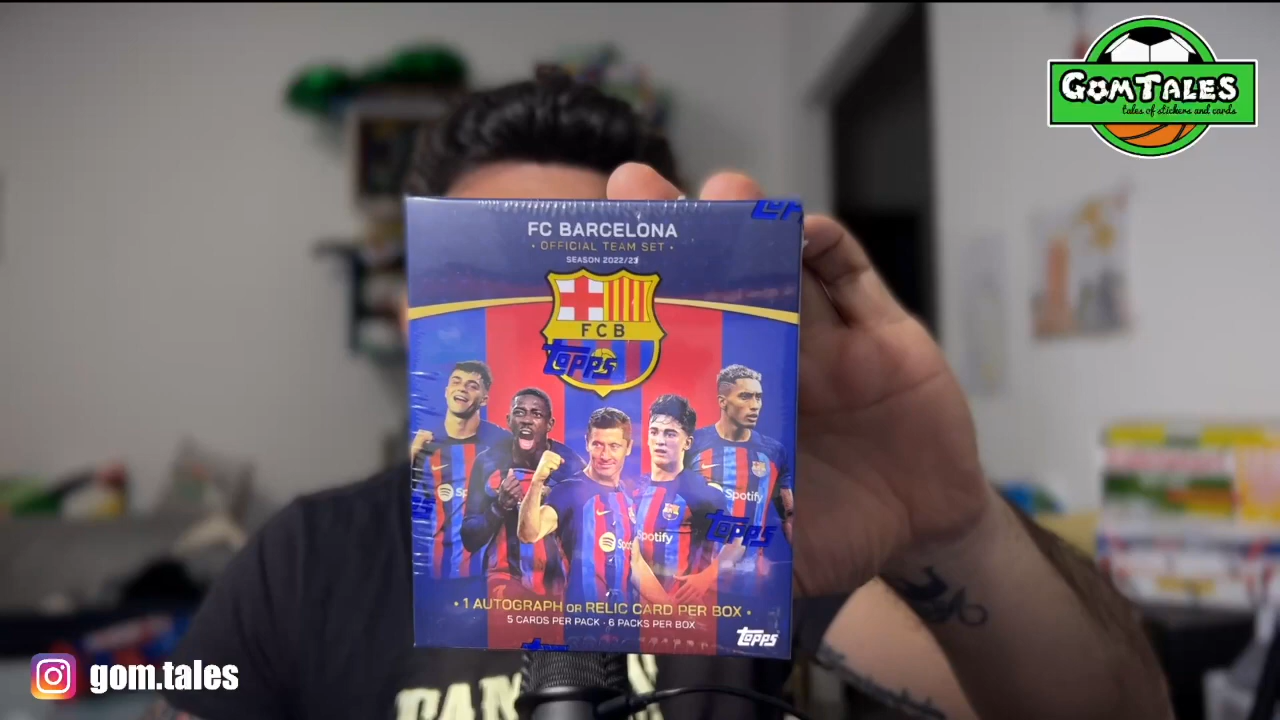 GOMTALES
tales of stickers and cards
FC BARCELONA
• OFFICIAL TEAM SET •
SEASON 2022/23
FCB
Topps
Topps
Spotify
Spotify
• 1 AUTOGRAPH OR RELIC CARD PER BOX •
5 CARDS PER PACK · 6 PACKS PER BOX
Topps
gom.tales